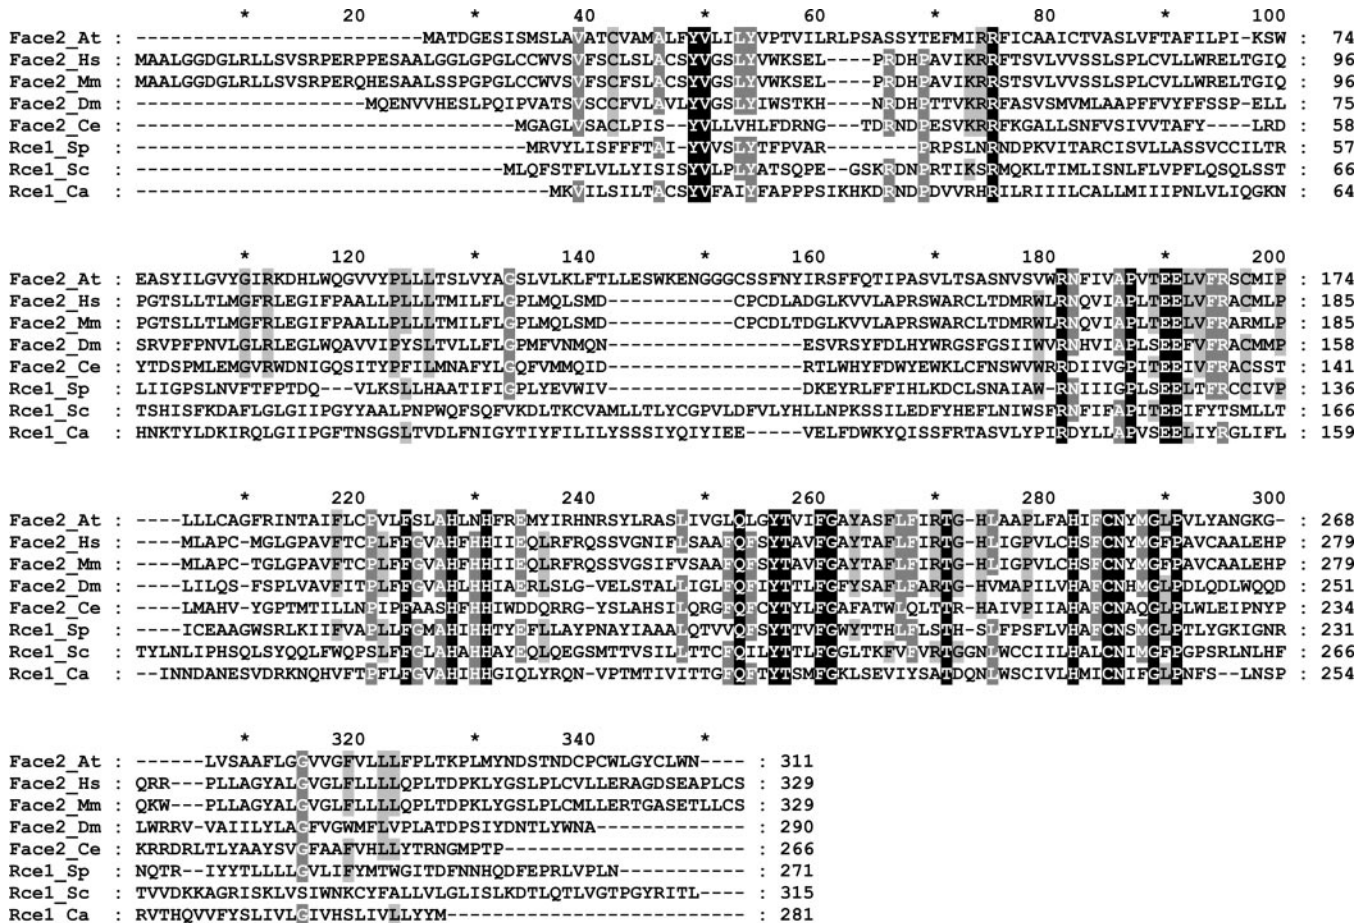 * 20 * 40 * 60 * 80 * 100
Face2_At : -------------------------MATDGESISMSLAVATCVAMALFYVLILYVPTVILRLPSASSYTEFMIRRFICAAICTVASLVFTAFILPI-KSW : 74
Face2_Hs : MAALGGDGLRLLSVSRPERPPESAALGGLGPGLCCWVSVFSCLSLACSYVGSLYVWKSEL----PRDHPAVIKRRFTSVLVVSSLSPLCVLLWRELTGIQ : 96
Face2_Mm : MAALGGDGLRLLSVSRPERQHESAALSSPGPGLCCWVSVFSCLSLACSYVGSLYVWKSEL----PRDHPAVIKRRFTSVLVVSSLSPLCVLLWRELTGIQ : 96
Face2_Dm : --------------------MQENVVHESLPQIPVATSVSCCFVLAVLYVGSLYIWSTKH----NRDHPTTVKRRFASVSMVMLAAPFFVYFFSSP-ELL : 75
Face2_Ce : ---------------------------------MGAGLVSACLPIS--YVLLVHLFDRNG---TDRNDPESVKRRFKGALLSNFVSIVVTAFY---LRD : 58
Rce1_Sp : ----------------------------------MRVYLISFFFTAI-YVVSLYTFPVAR--------PRPSLNRNDPKVITARCISVLLASSVCCILTR : 57
Rce1_Sc : --------------------------------MLQFSTFLVLLYISISYVLPLYATSQPE---GSKRDNPRTIKSRMQKLTIMLISNLFLVPFLQSQLSST : 66
Rce1_Ca : ------------------------------------MKVILSILTACSYVFAIYFAPPPSIKHKDRNDPDVVRHRILRIIILCALLMIIIPNLVLIQGKN : 64
* 120 * 140 * 160 * 180 * 200
Face2_At : EASYILGVYGIRKDHLWQGVVYPLLLTSLVYAGSLVLKLFTLLESWKENGGGCSSFNYIRSFFQTIPASVLTSASNVSVWRNFIVAPVTEELVFRSCMIP : 174
Face2_Hs : PGTSLLTLMGFRLEGIFPAALLPLLLTMILFLGPLMQLSMD-----------CPCDLADGLKVVLAPRSWARCLTDMRWLRNQVIAPLTEELVFRACMLP : 185
Face2_Mm : PGTSLLTLMGFRLEGIFPAALLPLLLTMILFLGPLMQLSMD-----------CPCDLTDGLKVVLAPRSWARCLTDMRWLRNQVIAPLTEELVFRARMLP : 185
Face2_Dm : SRVPFPNVLGLRLEGLWQAVVIPYSLTVLLFLGPMFVNMQN-----------------ESVRSYFDLHYWRGSFGSIIWVRNHVIAPLSEEFVFRACMMP : 158
Face2_Ce : YTDSPMLEMGVRWDNIGQSITYPFILMNAFYLGQFVMMQID-----------------RTLWHYFDWYEWKLCFNSWVWRRDIIVGPITEEIVFRACSST : 141
Rce1_Sp : LIIGPSLNVFTFPTDQ---VLKSLLHAATIFIGPLYEVWIV-----------------DKEYRLFFIHLKDCLSNAIAW-RNIIIGPLSEELTFRCCIVP : 136
Rce1_Sc : TSHISFKDAFLGLGIIPGYYAALPNPWQFSQFVKDLTKCVAMLLTLYCGPVLDFVLYHLLNPKSSILEDFYHEFLNIWSFRNFIFAPITEEIFYTSMLLT : 166
Rce1_Ca : HNKTYLDKIRQLGIIPGFTNSGSLTVDLFNIGYTIYFILILYSSSIYQIYIEE-----VELFDWKYQISSFRTASVLYPIRDYLLAPVSEELIYRGLIFL : 159
* 220 * 240 * 260 * 280 * 300
Face2_At : ----LLLCAGFRINTAIFLCPVLFSLAHLNHFREMYIRHNRSYLRASLIVGLQLGYTVIFGAYASFLFIRTG-HLAAPLFAHIFCNYMGLPVLYANGKG- : 268
Face2_Hs : ----MLAPC-MGLGPAVFTCPLFFGVAHFHHIIEQLRFRQSSVGNIFLSAAFQFSYTAVFGAYTAFLFIRTG-HLIGPVLCHSFCNYMGFPAVCAALEHP : 279
Face2_Mm : ----MLAPC-TGLGPAVFTCPLFFGVAHFHHIIEQLRFRQSSVGSIFVSAAFQFSYTAVFGAYTAFLFIRTG-HLIGPVLCHSFCNYMGFPAVCAALEHP : 279
Face2_Dm : ----LILQS-FSPLVAVFITPLFFGVAHLHHIAERLSLG-VELSTALLIGLFQFIYTTLFGFYSAFLFARTG-HVMAPILVHAFCNHMGLPDLQDLWQQD : 251
Face2_Ce : ----LMAHV-YGPTMTILLNPIPFAASHFHHIWDDQRRG-YSLAHSILQRGFQFCYTYLFGAFATWLQLTTR-HAIVPIIAHAFCNAQGLPLWLEIPNYP : 234
Rce1_Sp : ----ICEAAGWSRLKIIFVAPLLFGMAHIHHTYEFLLAYPNAYIAAALQTVVQFSYTTVFGWYTTHLFLSTH-SLFPSFLVHAFCNSMGLPTLYGKIGNR : 231
Rce1_Sc : TYLNLIPHSQLSYQQLFWQPSLFFGLAHAHHAYEQLQEGSMTTVSILLTTCFQILYTTLFGGLTKFVFVRTGGNLWCCIILHALCNIMGFPGPSRLNLHF : 266
Rce1_Ca : --INNDANESVDRKNQHVFTPFLFGLAHIHHGIQLYRQN-VPTMTIVITTGFQFTYTSMFGKLSEVIYSATDQNLWSCIVLHMICNIFGLPNFS--LNSP : 254
* 320 * 340 *
Face2_At : ------LVSAAFLGGVVGFVLLLFPLTKPLMYNDSTNDCPCWLGYCLWN---- : 311
Face2_Hs : QRR---PLLAGYALGVGLFLLLLQPLTDPKLYGSLPLCVLLERAGDSEAPLCS : 329
Face2_Mm : QKW---PLLAGYALGVGLFLLLLQPLTDPKLYGSLPLCMLLERTGASETLLCS : 329
Face2_Dm : LWRRV-VAIILYLAGFVGWMFLVPLATDPSIYDNTLYWNA------------- : 290
Face2_Ce : KRRDRLTLYAAYSVGFAAFVHLLYTRNGMPTP--------------------- : 266
Rce1_Sp : NQTR--IYYTLLLLGVLIFYMTWGITDFNNHQDFEPRLVPLN----------- : 271
Rce1_Sc : TVVDKKAGRISKLVSIWNKCYFALLVLGLISLKDTLQTLVGTPGYRITL---- : 315
Rce1_Ca : RVTHQVVFYSLIVLGIVHSLIVLLYYM-------------------------- : 281